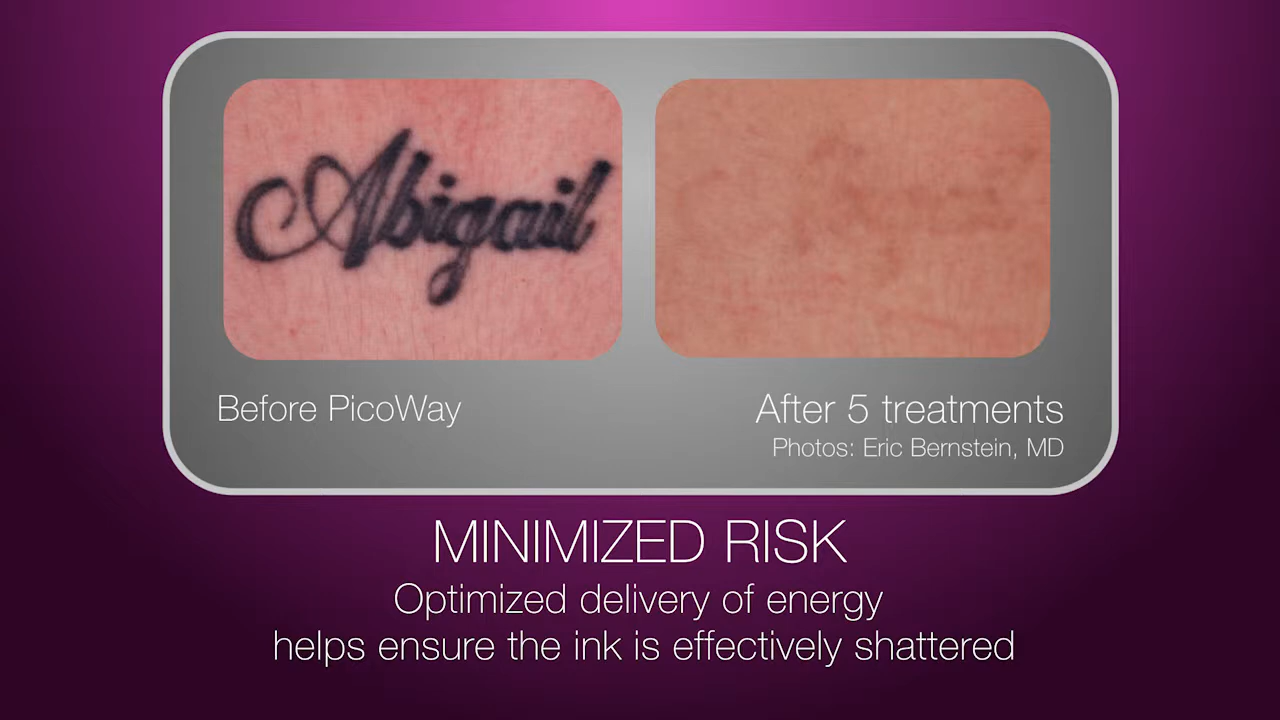 Abigail
Before PicoWay
After 5 treatments
Photos: Eric Bernstein, MD
MINIMIZED RISK
Optimized delivery of energy
helps ensure the ink is effectively shattered